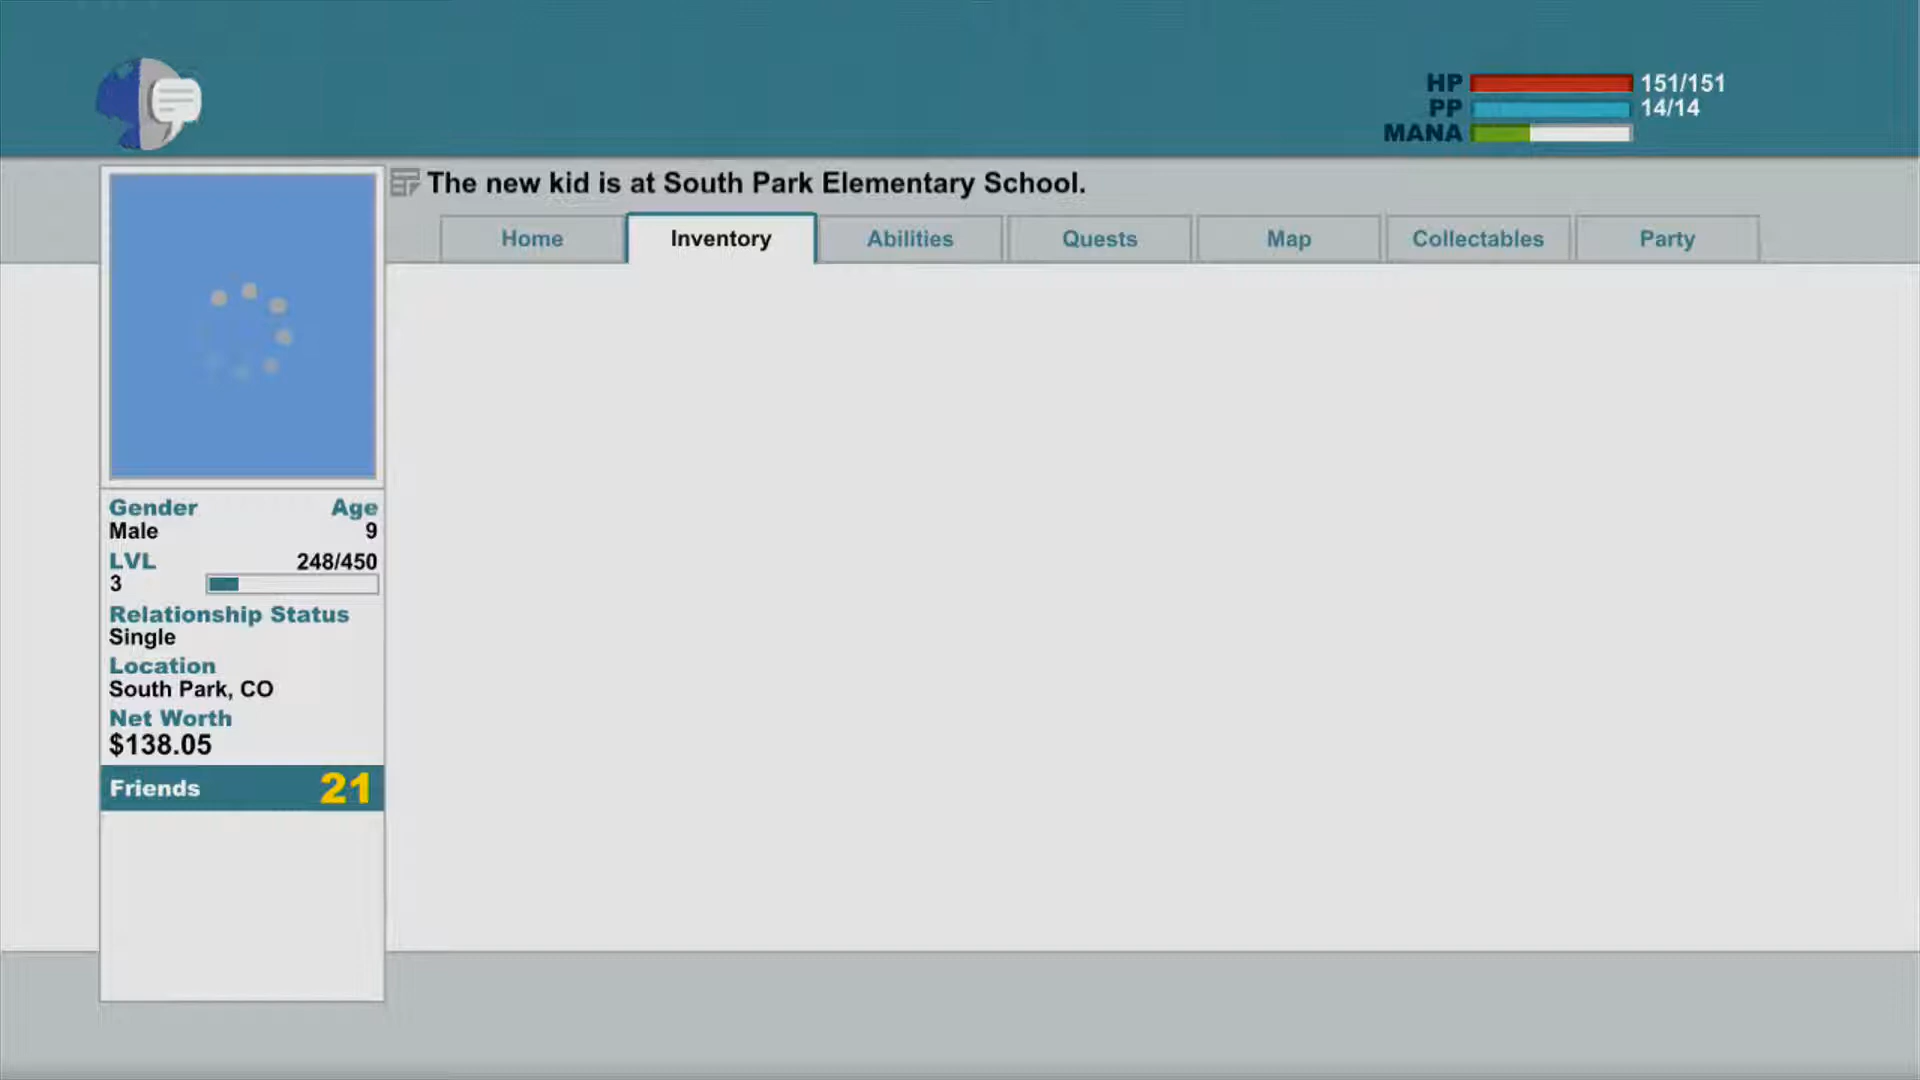 HP 151/151
PP 14/14
MANA
The new kid is at South Park Elementary School.
Home Inventory Abilities Quests Map Collectables Party
Gender Age
Male 9
LVL 248/450
3
Relationship Status
Single
Location
South Park, CO
Net Worth
$138.05
Friends 21